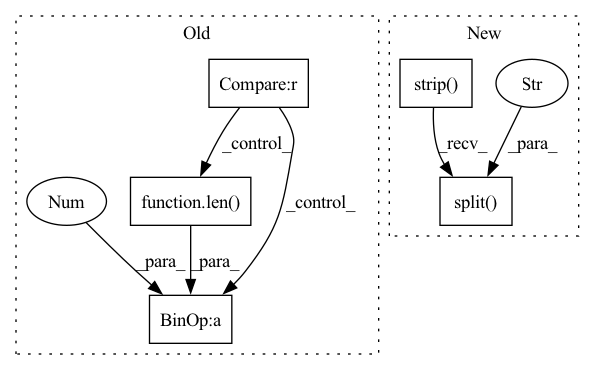 Old
New
Compare:r
strip()
Str
_control_
_recv_
_para_
Num
function.len()
split()
_control_
_para_
_para_
BinOp:a